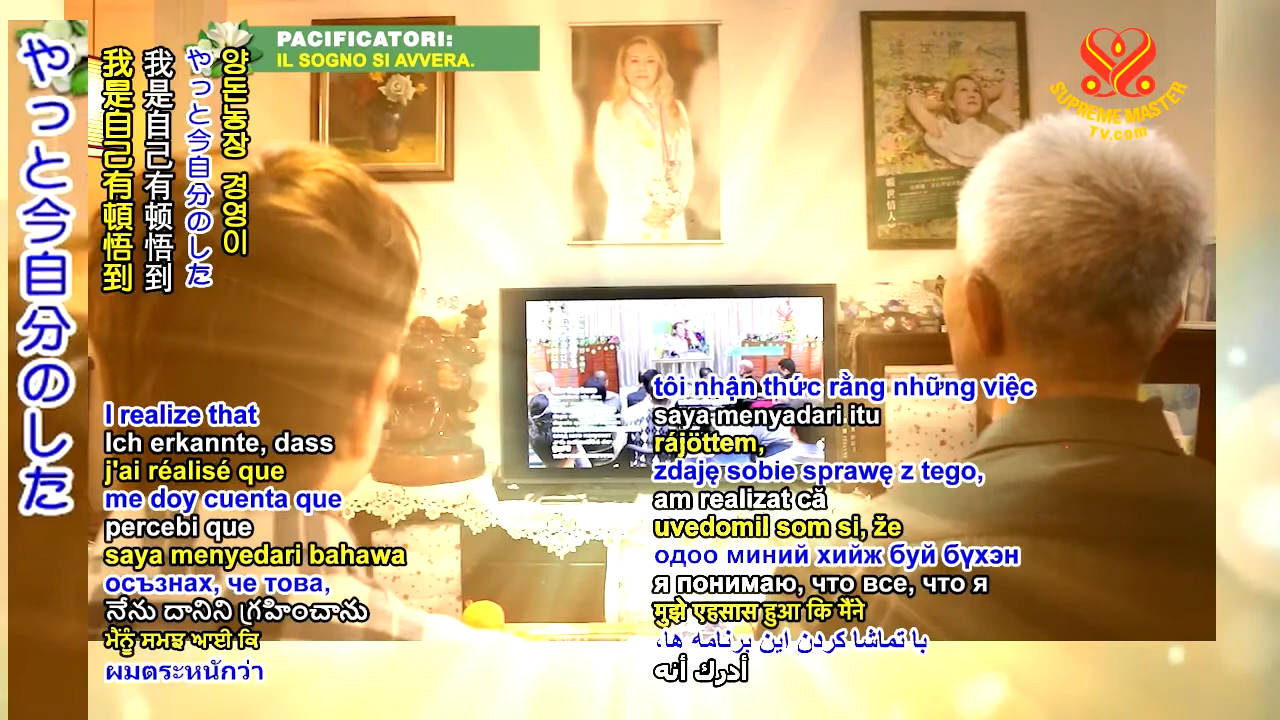 やっと今自分のした
我是自己有頓悟到
我是自己有顿悟到
やっと今自分のした
양돈농장 경영이
PACIFICATORI:
IL SOGNO SI AVVERA.
SUPREME MASTER
TV.com
I realize that
Ich erkannte, dass
j'ai réalisé que
me doy cuenta que
percebi que
saya menyedari bahawa
осъзнах, че това,
నేను దానిని గ్రహించాను
ਮੈਨੂੰ ਸਮਝ ਆਈ ਕਿ
ผมตระหนักว่า
tôi nhận thức rằng những việc
saya menyadari itu
rájöttem,
zdaję sobie sprawę z tego,
am realizat că
uvedomil som si, že
одоо миний хийж буй бүхэн
я понимаю, что все, что я
मुझे एहसास हुआ कि मैंने
با تماشا کردن این برنامه ها،
أدرك أنه